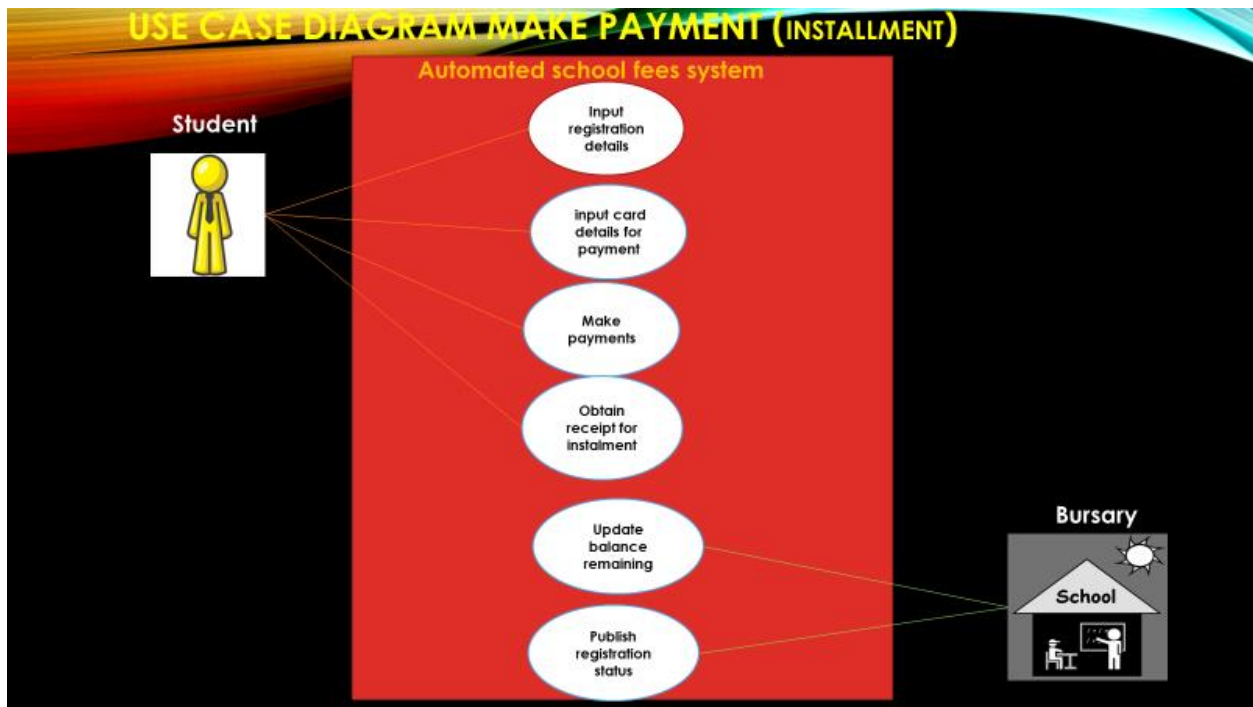 USE CASE DIAGRAM MAKE PAYMENT (INSTALLMENT)
Automated school fees system
Student
Input
registration
details
input card
details for
payment
Make
payments
Obtain
receipt for
instalment
Update
balance
remaining
Publish
registration
status
Bursary
School